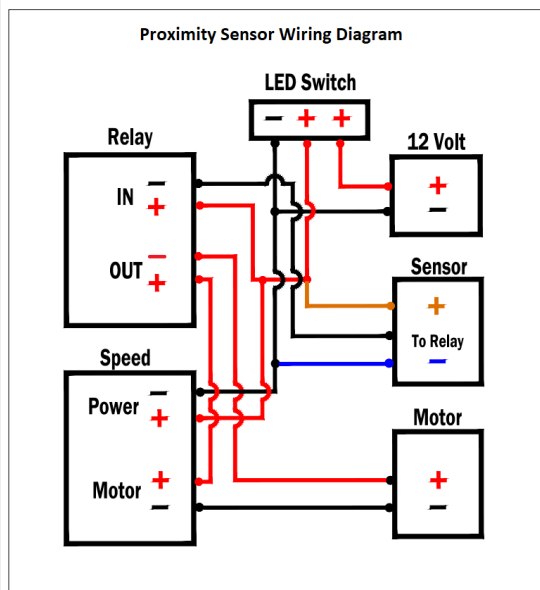 Proximity Sensor Wiring Diagram
LED Switch
− + +
Relay
12 Volt
IN
−
+
+
−
OUT
−
+
Sensor
+
To Relay
−
Speed
Power
−
+
Motor
+
−
Motor
+
−